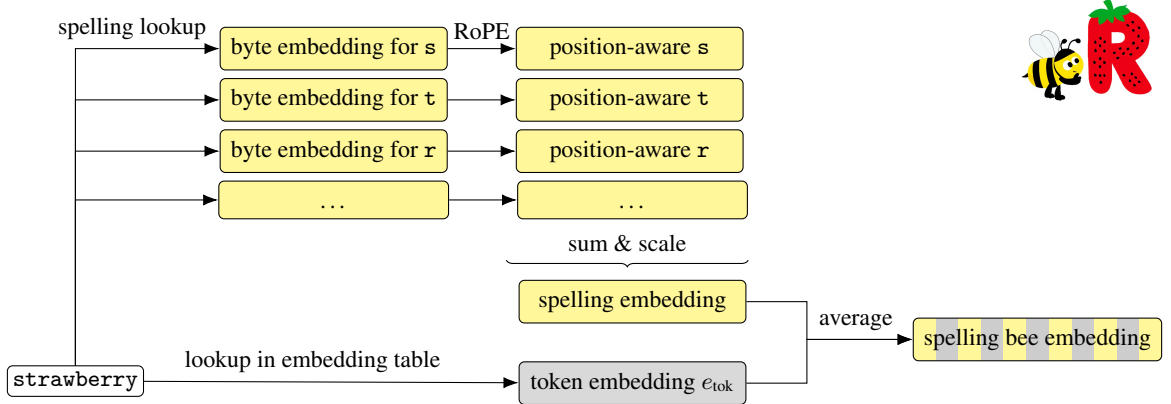 spelling lookup
byte embedding for s
RoPE
position-aware s
byte embedding for t
position-aware t
byte embedding for r
position-aware r
...
...
sum & scale
spelling embedding
average
spelling bee embedding
strawberry
lookup in embedding table
token embedding e_tok
R